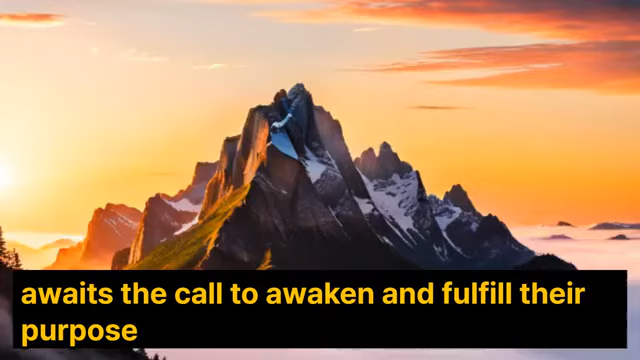 awaits the call to awaken and fulfill their
purpose